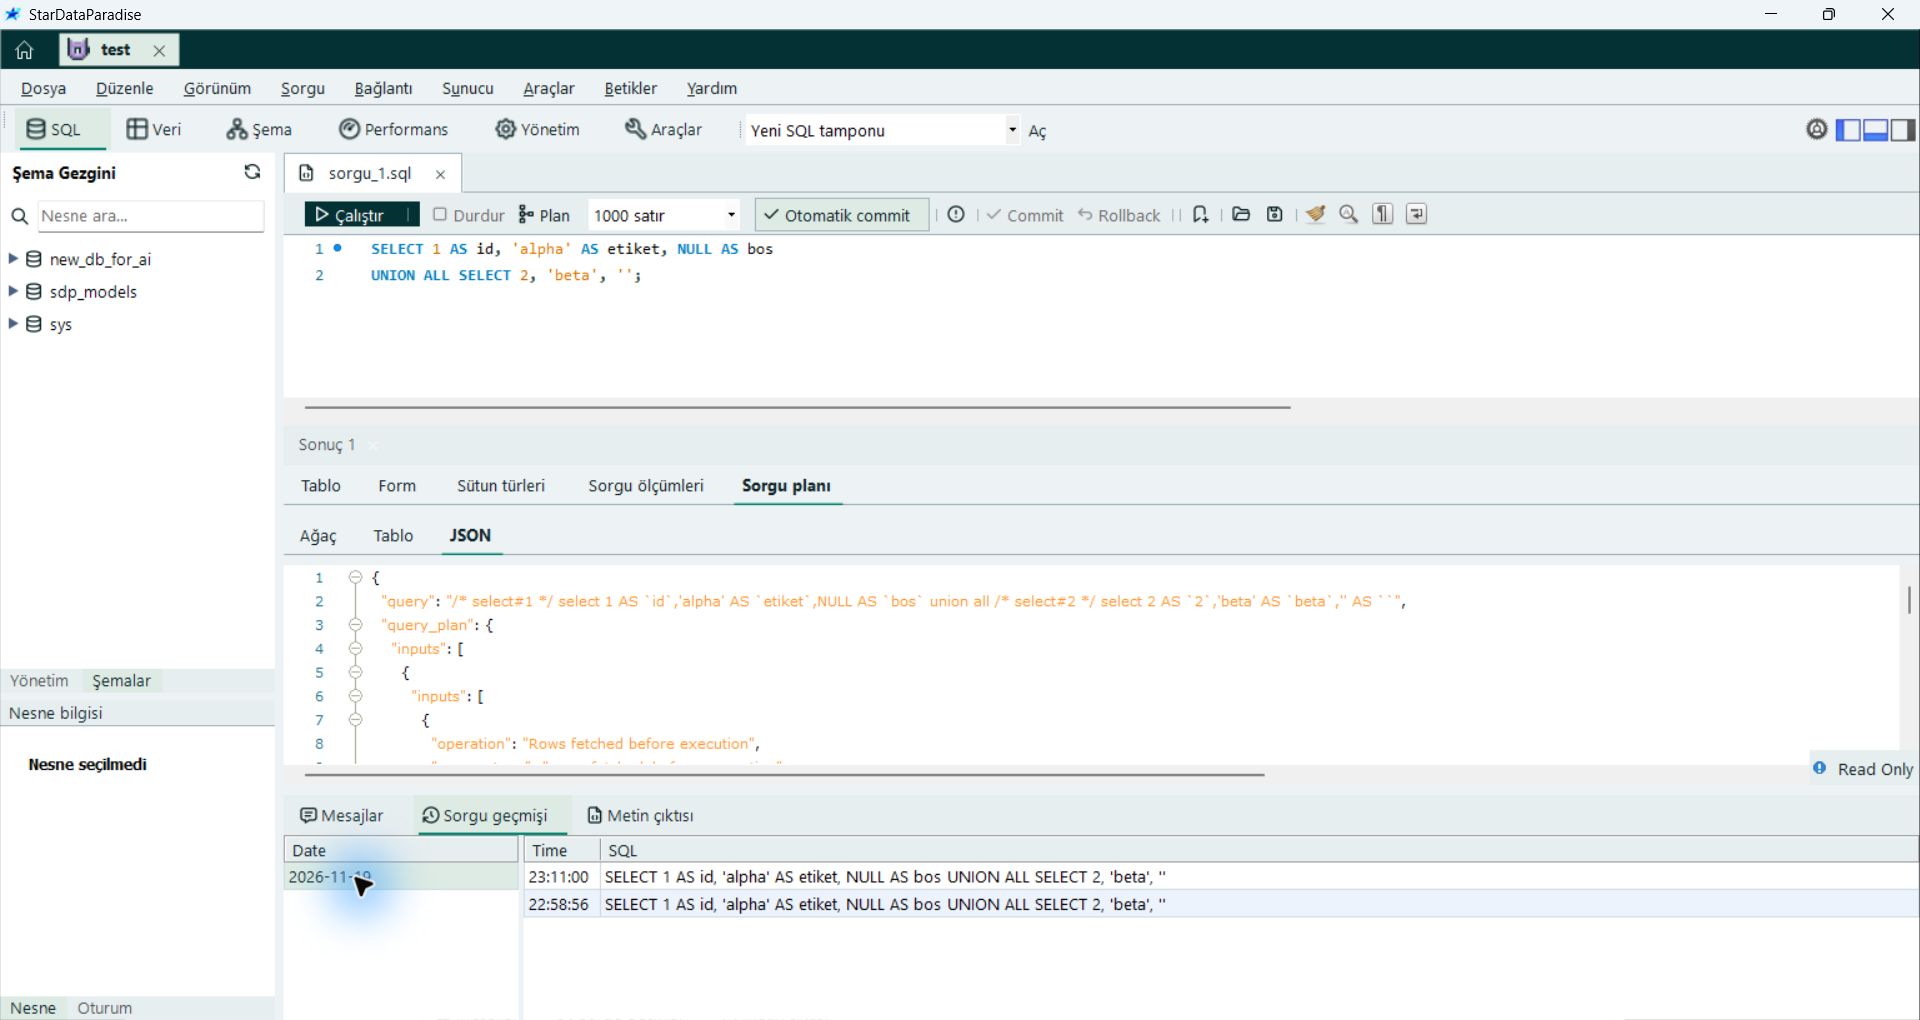 StarDataParadise
test
Dosya Düzenle Görünüm Sorgu Bağlantı Sunucu Araçlar Betikler Yardım
SQL Veri Şema Performans Yönetim Araçlar Yeni SQL tamponu Aç
Şema Gezgini
sorgu_1.sql
Nesne ara...
Çalıştır Durdur Plan 1000 satır Otomatik commit Commit Rollback
1 SELECT 1 AS id, 'alpha' AS etiket, NULL AS bos
2 UNION ALL SELECT 2, 'beta', '';
new_db_for_ai
sdp_models
sys
Sonuç 1
Tablo Form Sütun türleri Sorgu ölçümleri Sorgu planı
Ağaç Tablo JSON
1 {
2 "query": "/* select#1 */ select 1 AS `id`,'alpha' AS `etiket`,NULL AS `bos` union all /* select#2 */ select 2 AS `2`,'beta' AS `beta`,'' AS ``",
3 "query_plan": {
4 "inputs": [
5 {
6 "inputs": [
7 {
8 "operation": "Rows fetched before execution",
Read Only
Yönetim Şemalar
Nesne bilgisi
Nesne seçilmedi
Mesajlar Sorgu geçmişi Metin çıktısı
Date Time SQL
2026-11- 23:11:00 SELECT 1 AS id, 'alpha' AS etiket, NULL AS bos UNION ALL SELECT 2, 'beta', ''
22:58:56 SELECT 1 AS id, 'alpha' AS etiket, NULL AS bos UNION ALL SELECT 2, 'beta', ''
Nesne Oturum